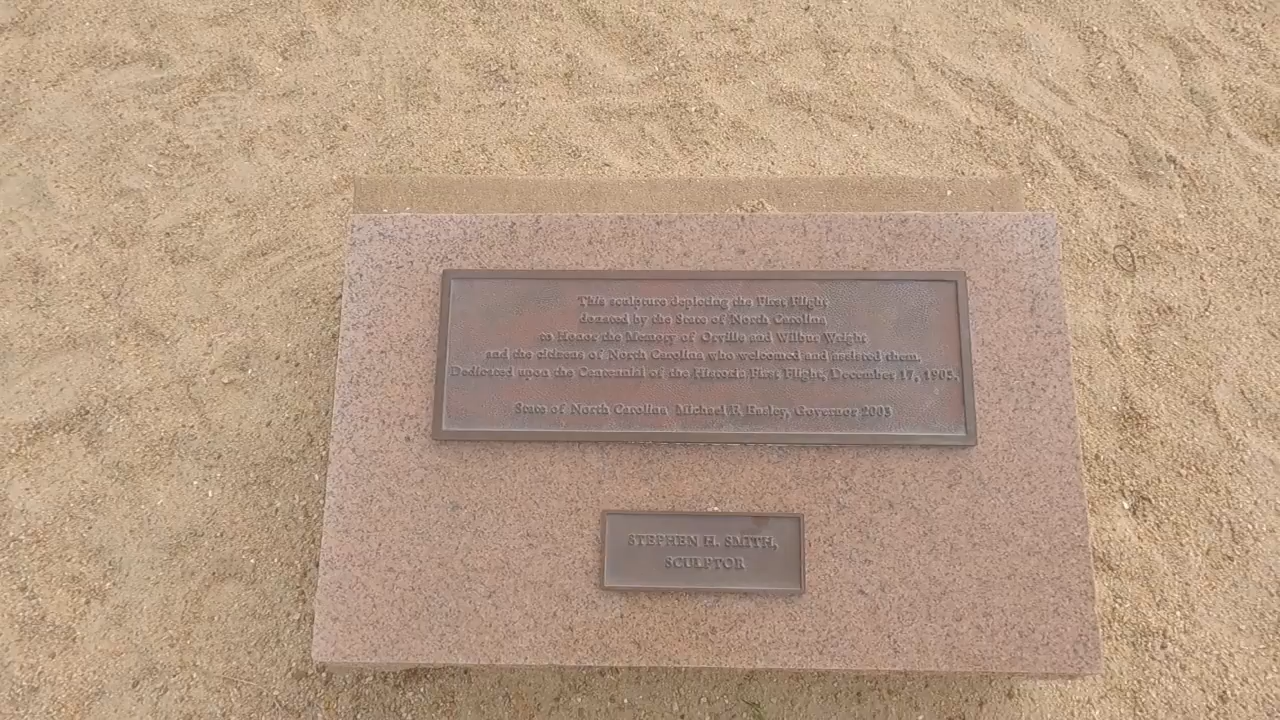 This sculpture depicting the First Flight
donated by the State of North Carolina
to Honor the Memory of Orville and Wilbur Wright
and the citizens of North Carolina who welcomed and assisted them.
Dedicated upon the Centennial of the Historic First Flight, December 17, 1903.
State of North Carolina Michael F. Easley, Governor 2003
STEPHEN H. SMITH,
SCULPTOR